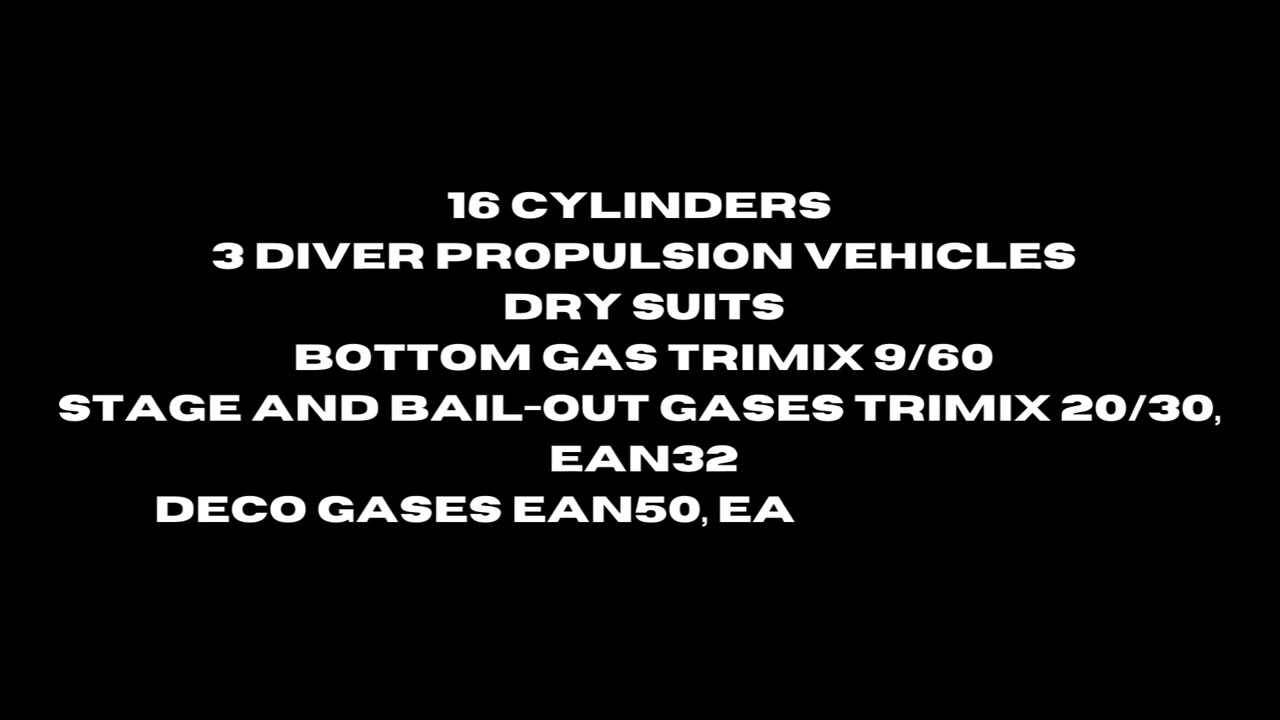 16 CYLINDERS
3 DIVER PROPULSION VEHICLES
DRY SUITS
BOTTOM GAS TRIMIX 9/60
STAGE AND BAIL-OUT GASES TRIMIX 20/30,
EAN32
DECO GASES EAN50, EA